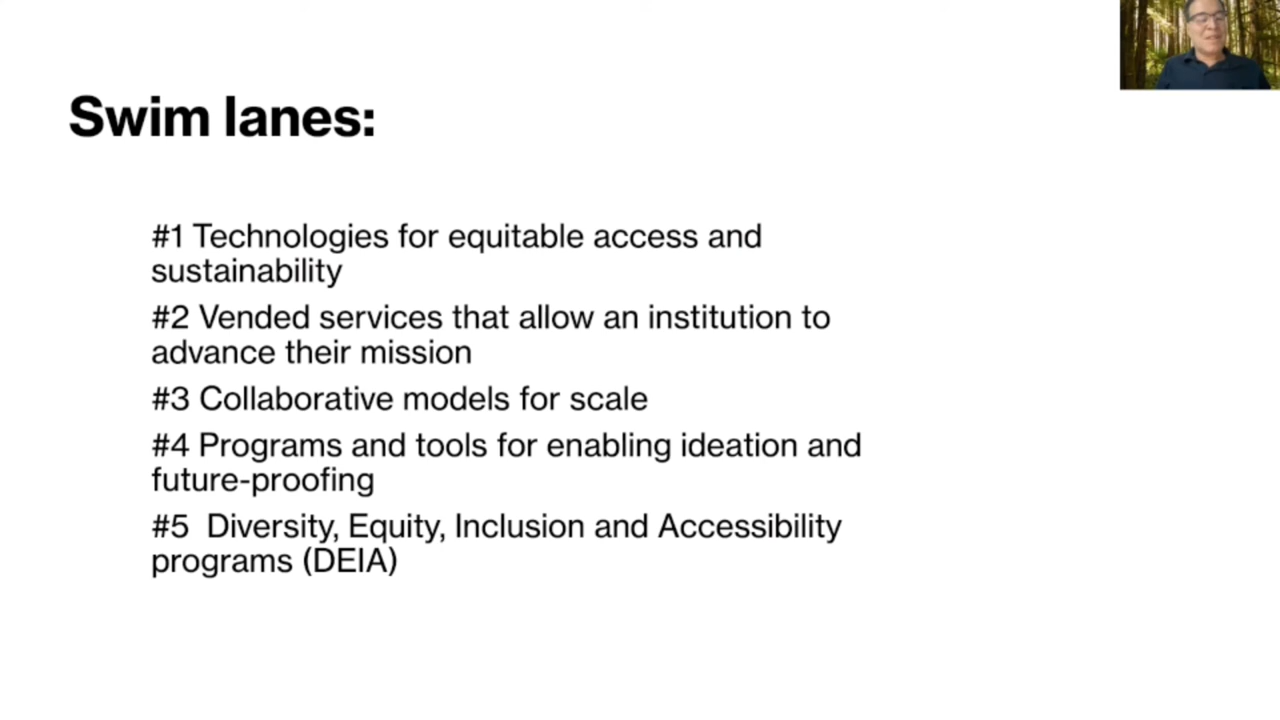 Swim lanes:
#1 Technologies for equitable access and
sustainability
#2 Vended services that allow an institution to
advance their mission
#3 Collaborative models for scale
#4 Programs and tools for enabling ideation and
future-proofing
#5  Diversity, Equity, Inclusion and Accessibility
programs (DEIA)